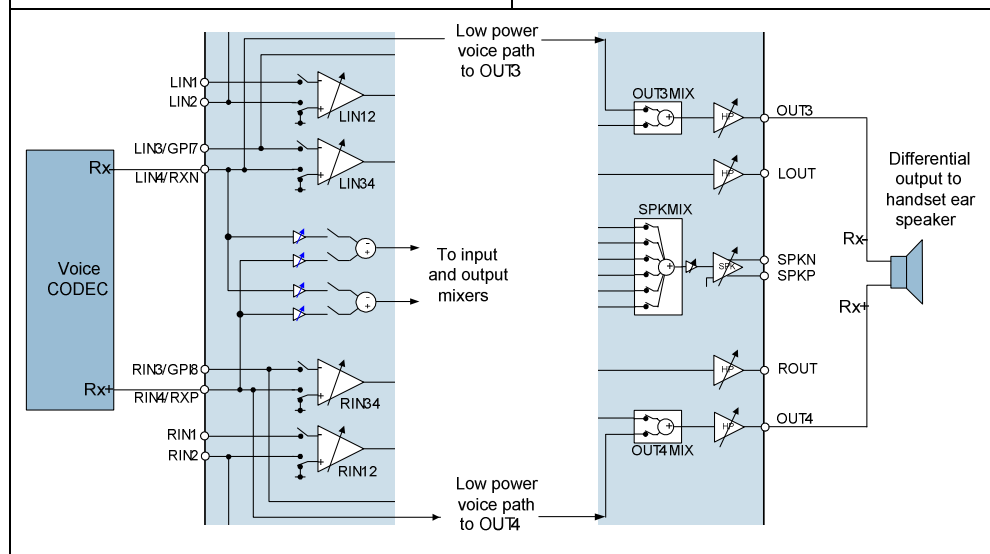 Low power
voice path
to OUT3
LIN1
LIN2
LIN12
LIN3/GPI7
LIN4/RXN
LIN34
Rx-
Voice
CODEC
Rx+
To input
and output
mixers
RIN3/GPI8
RIN4/RXP
RIN34
RIN1
RIN2
RIN12
Low power
voice path
to OUT4
OUT3MIX
HP
OUT3
HP
LOUT
SPKMIX
SPK
SPKN
SPKP
HP
ROUT
OUT4MIX
HP
OUT4
Differential
output to
handset ear
speaker
Rx-
Rx+